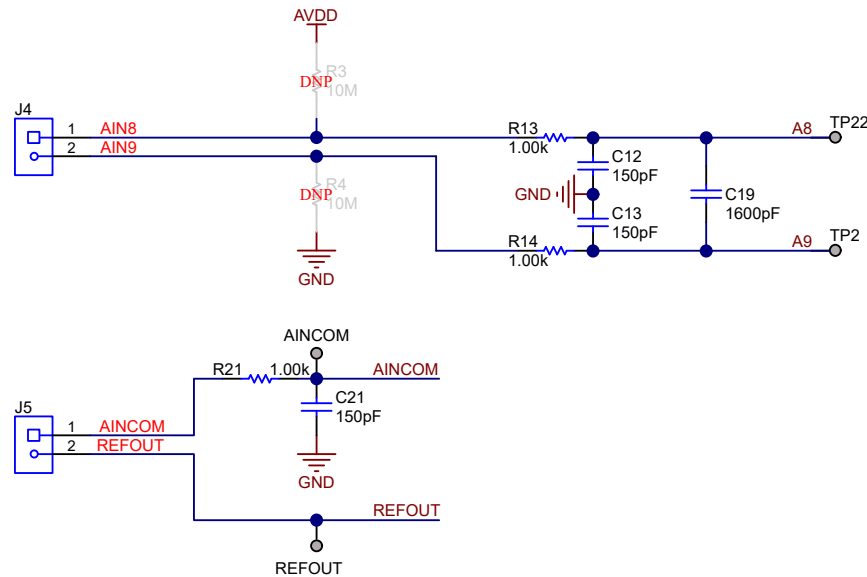 AVDD
R3
DNP
10M
J4
1
AIN8
2
AIN9
R4
DNP
10M
GND
R13
1.00k
C12
150pF
GND
C13
150pF
R14
1.00k
C19
1600pF
A8
TP22
A9
TP2
AINCOM
R21
1.00k
AINCOM
C21
150pF
GND
J5
1
AINCOM
2
REFOUT
REFOUT
REFOUT